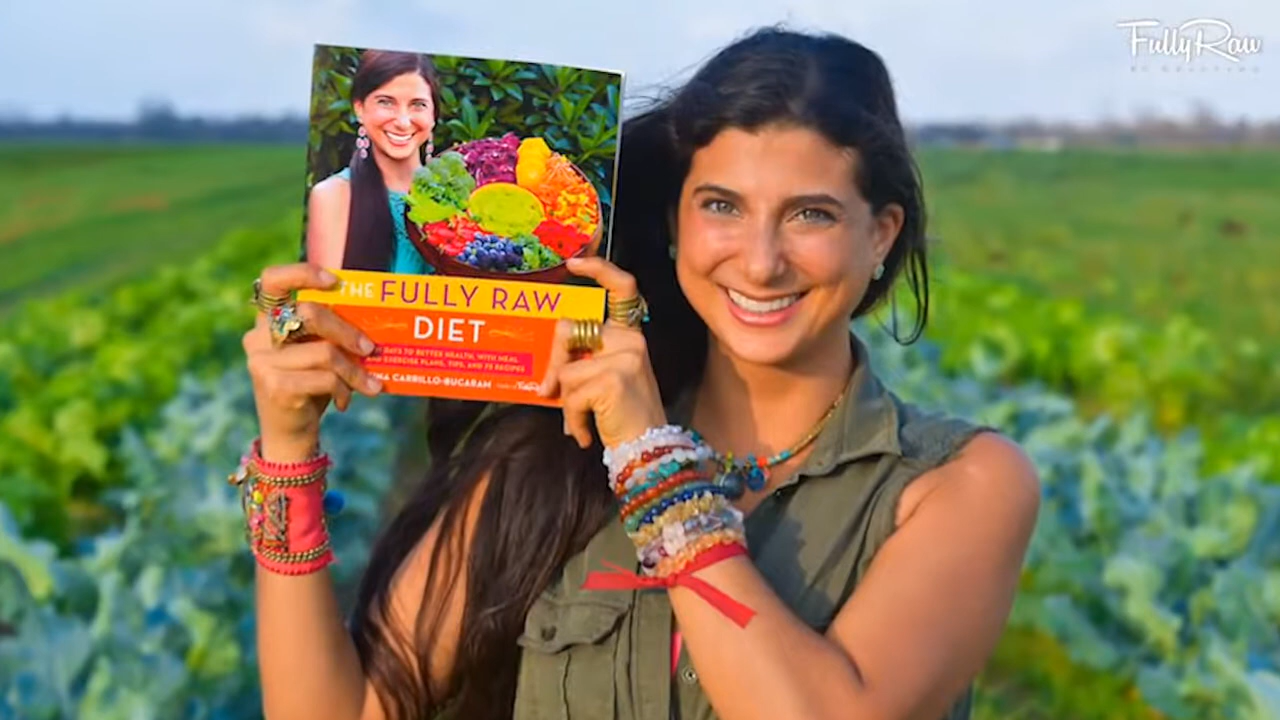 FullyRaw
THE FULLY RAW
DIET
DAYS TO BETTER HEALTH, WITH MEAL
AND EXERCISE PLANS, TIPS, AND 75 RECIPES
CARRILLO-BUCARAM